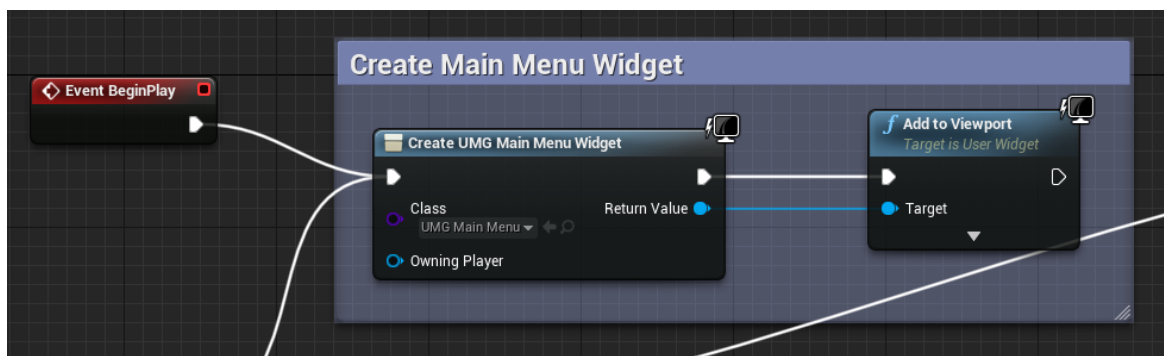 Create Main Menu Widget
Event BeginPlay
Create UMG Main Menu Widget
Class
UMG Main Menu
Return Value
Owning Player
f Add to Viewport
Target is User Widget
Target